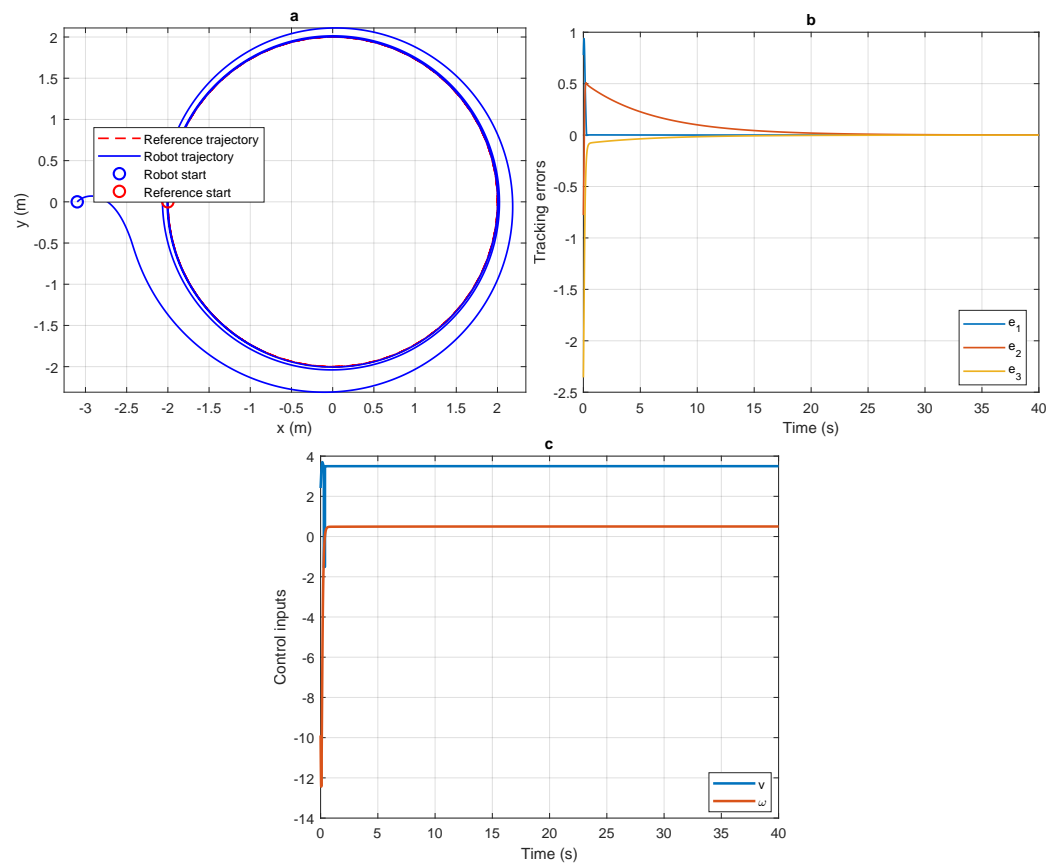 a
2
1.5
1
0.5
0
-0.5
-1
-1.5
-2
y (m)
Reference trajectory
Robot trajectory
Robot start
Reference start
-3 -2.5 -2 -1.5 -1 -0.5 0 0.5 1 1.5 2
x (m)
b
1
0.5
0
-0.5
-1
-1.5
-2
-2.5
Tracking errors
e1
e2
e3
0 5 10 15 20 25 30 35 40
Time (s)
c
4
2
0
-2
-4
-6
-8
-10
-12
-14
Control inputs
v
ω
0 5 10 15 20 25 30 35 40
Time (s)